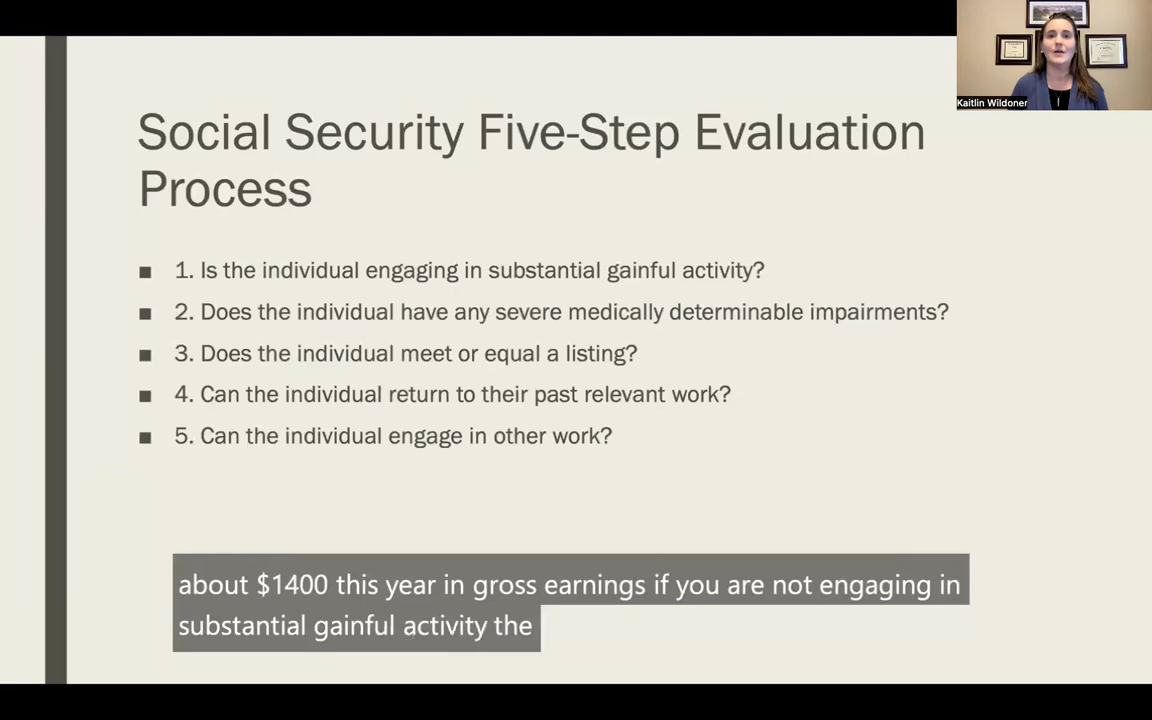 Kaitlin Wildoner
Social Security Five-Step Evaluation
Process
■ 1. Is the individual engaging in substantial gainful activity?
■ 2. Does the individual have any severe medically determinable impairments?
■ 3. Does the individual meet or equal a listing?
■ 4. Can the individual return to their past relevant work?
■ 5. Can the individual engage in other work?
about $1400 this year in gross earnings if you are not engaging in
substantial gainful activity the